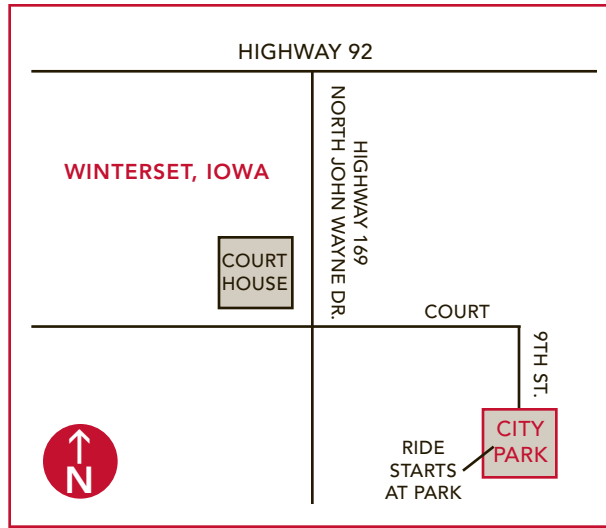 HIGHWAY 92
HIGHWAY 169
NORTH JOHN WAYNE DR.
WINTERSET, IOWA
COURT
HOUSE
COURT
9TH ST.
CITY
PARK
RIDE
STARTS
AT PARK
N